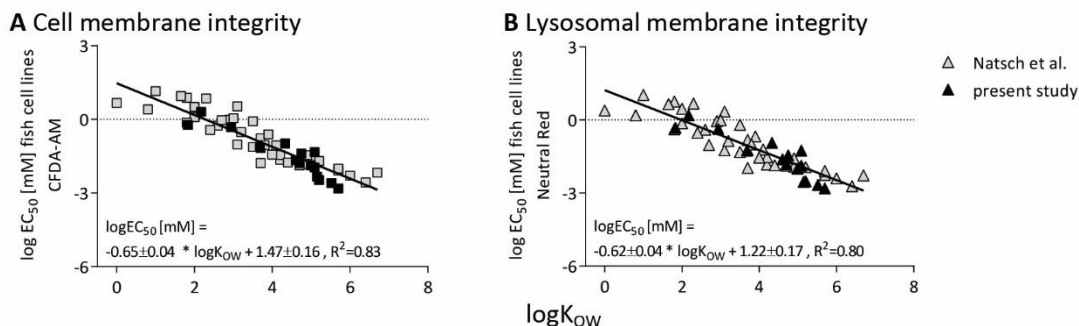 A Cell membrane integrity
log EC50 [mM] fish cell lines
CFDA-AM
3
0
-3
-6
logEC50 [mM] =
-0.65±0.04 * logKOW + 1.47±0.16 , R2=0.83
0 2 4 6 8
B Lysosomal membrane integrity
log EC50 [mM] fish cell lines
Neutral Red
3
0
-3
-6
logEC50 [mM] =
-0.62±0.04 * logKOW + 1.22±0.17 , R2=0.80
0 2 4 6 8
Natsch et al.
present study
logKOW